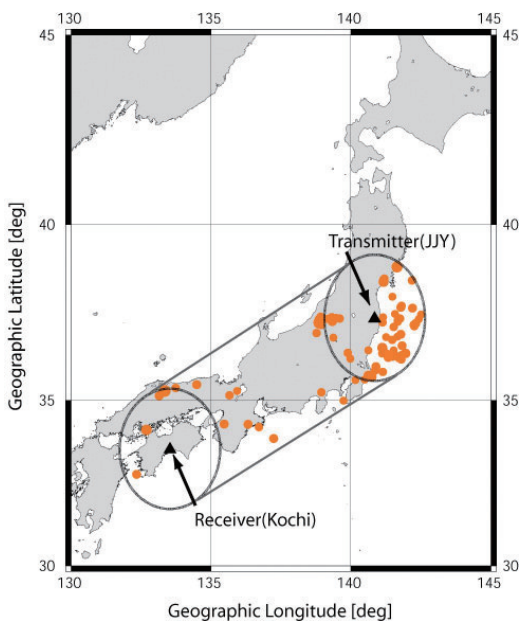 130 135 140 145
45 45
40 40
Transmitter(JJY)
Geographic Latitude [deg]
35 35
Receiver(Kochi)
30 30
130 135 140 145
Geographic Longitude [deg]